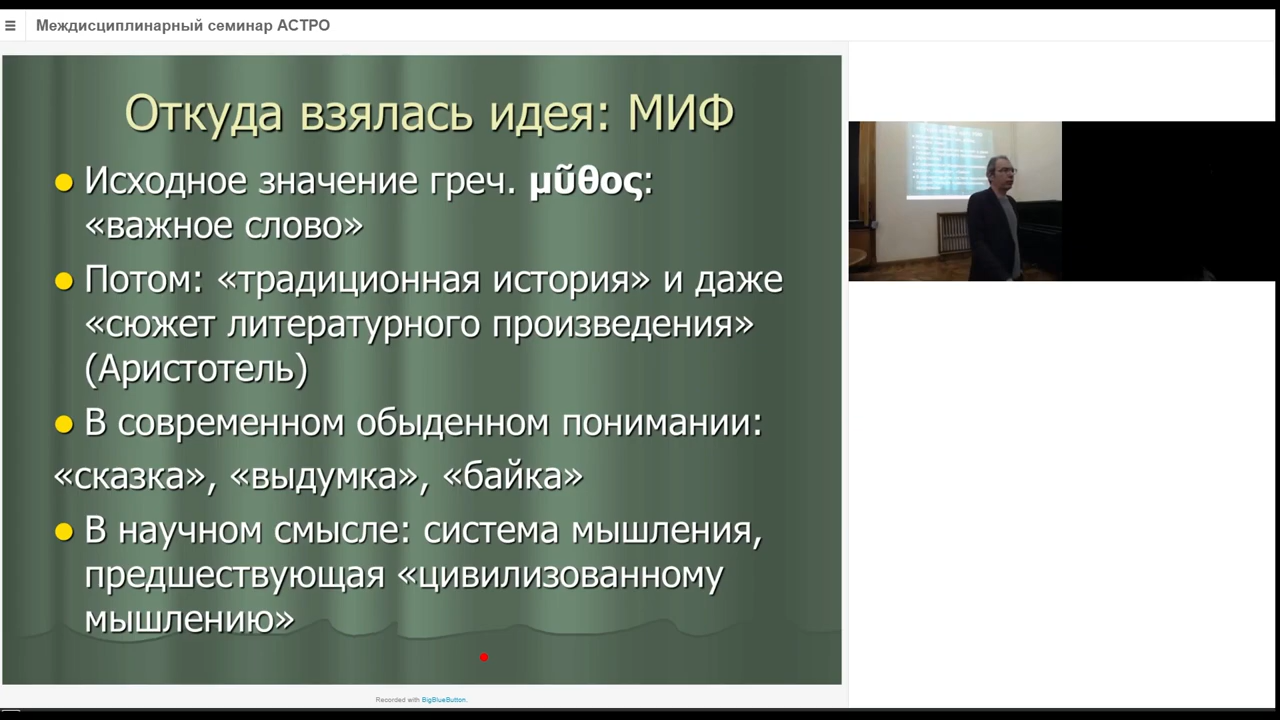 Междисциплинарный семинар АСТРО
Откуда взялась идея: МИФ
Исходное значение греч. μῦθος:
«важное слово»
Потом: «традиционная история» и даже
«сюжет литературного произведения»
(Аристотель)
В современном обыденном понимании:
«сказка», «выдумка», «байка»
В научном смысле: система мышления,
предшествующая «цивилизованному
мышлению»
Recorded with BigBlueButton.